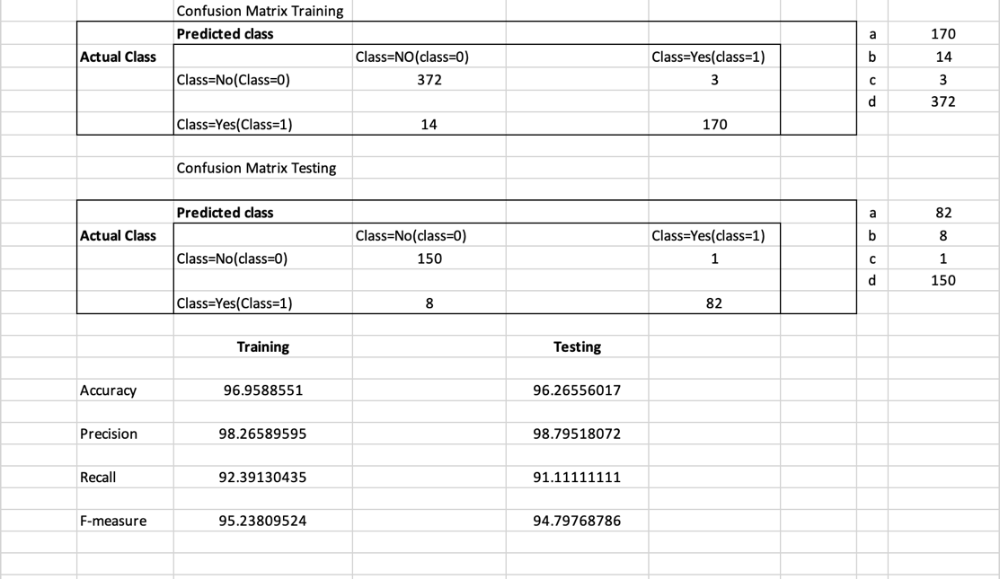 Confusion Matrix Training
Predicted class a 170
Actual Class Class=NO(class=0) Class=Yes(class=1) b 14
Class=No(Class=0) 372 3 c 3
d 372
Class=Yes(Class=1) 14 170
Confusion Matrix Testing
Predicted class a 82
Actual Class Class=No(class=0) Class=Yes(class=1) b 8
Class=No(class=0) 150 1 c 1
d 150
Class=Yes(Class=1) 8 82
Training Testing
Accuracy 96.9588551 96.26556017
Precision 98.26589595 98.79518072
Recall 92.39130435 91.11111111
F-measure 95.23809524 94.79768786